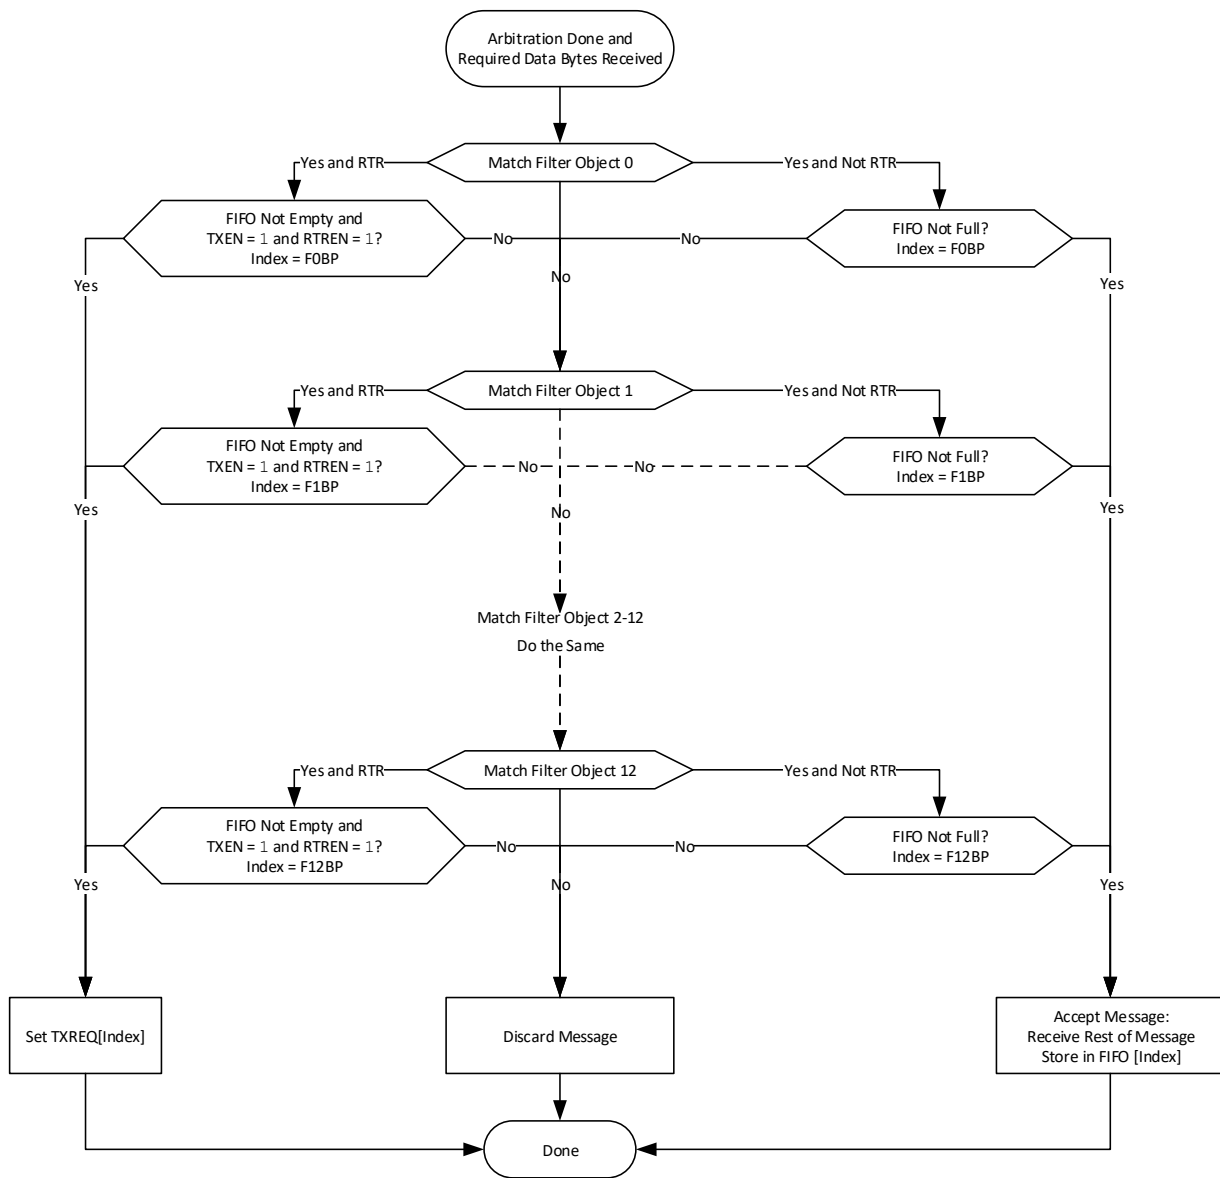 Arbitration Done and
Required Data Bytes Received
Yes and RTR
Match Filter Object 0
Yes and Not RTR
FIFO Not Empty and
TXEN = 1 and RTREN = 1?
Index = F0BP
No
No
FIFO Not Full?
Index = F0BP
Yes
No
Yes
Yes and RTR
Match Filter Object 1
Yes and Not RTR
FIFO Not Empty and
TXEN = 1 and RTREN = 1?
Index = F1BP
No
No
FIFO Not Full?
Index = F1BP
Yes
No
Yes
Match Filter Object 2-12
Do the Same
Yes and RTR
Match Filter Object 12
Yes and Not RTR
FIFO Not Empty and
TXEN = 1 and RTREN = 1?
Index = F12BP
No
No
FIFO Not Full?
Index = F12BP
Yes
No
Yes
Set TXREQ[Index]
Discard Message
Accept Message:
Receive Rest of Message
Store in FIFO [Index]
Done